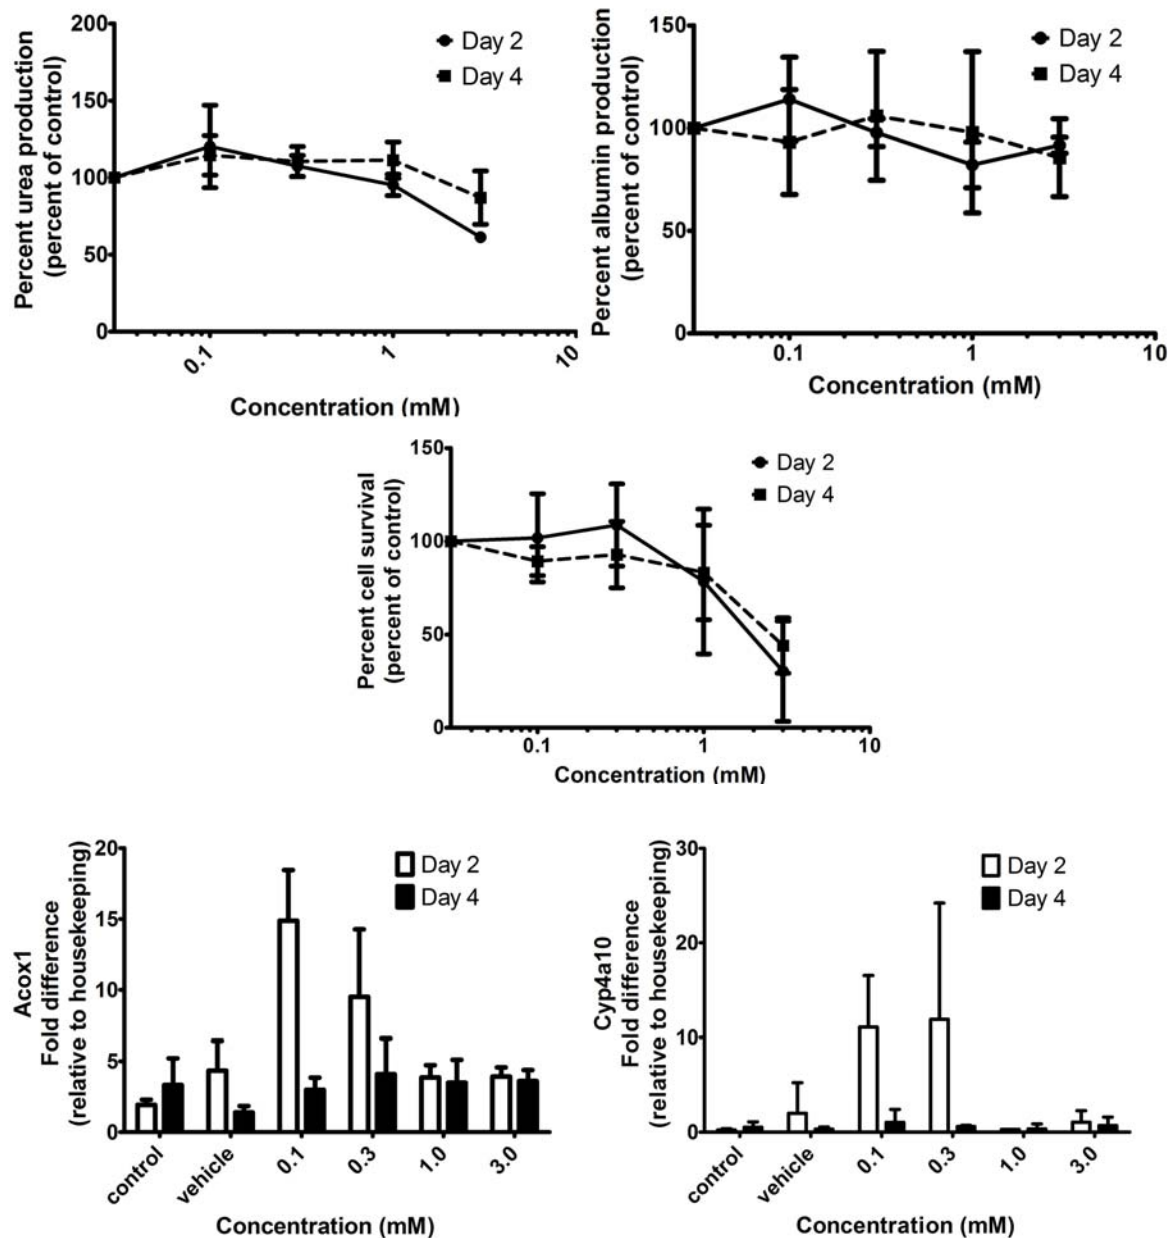 Percent urea production
(percent of control)
200
150
100
50
0
0.1
1
10
Concentration (mM)
Day 2
Day 4
Percent albumin production
(percent of control)
150
100
50
0
0.1
1
10
Concentration (mM)
Day 2
Day 4
Percent cell survival
(percent of control)
150
100
50
0
0.1
1
10
Concentration (mM)
Day 2
Day 4
Acox1
Fold difference
(relative to housekeeping)
20
15
10
5
0
control
vehicle
0.1
0.3
1.0
3.0
Concentration (mM)
Day 2
Day 4
Cyp4a10
Fold difference
(relative to housekeeping)
30
20
10
0
control
vehicle
0.1
0.3
1.0
3.0
Concentration (mM)
Day 2
Day 4